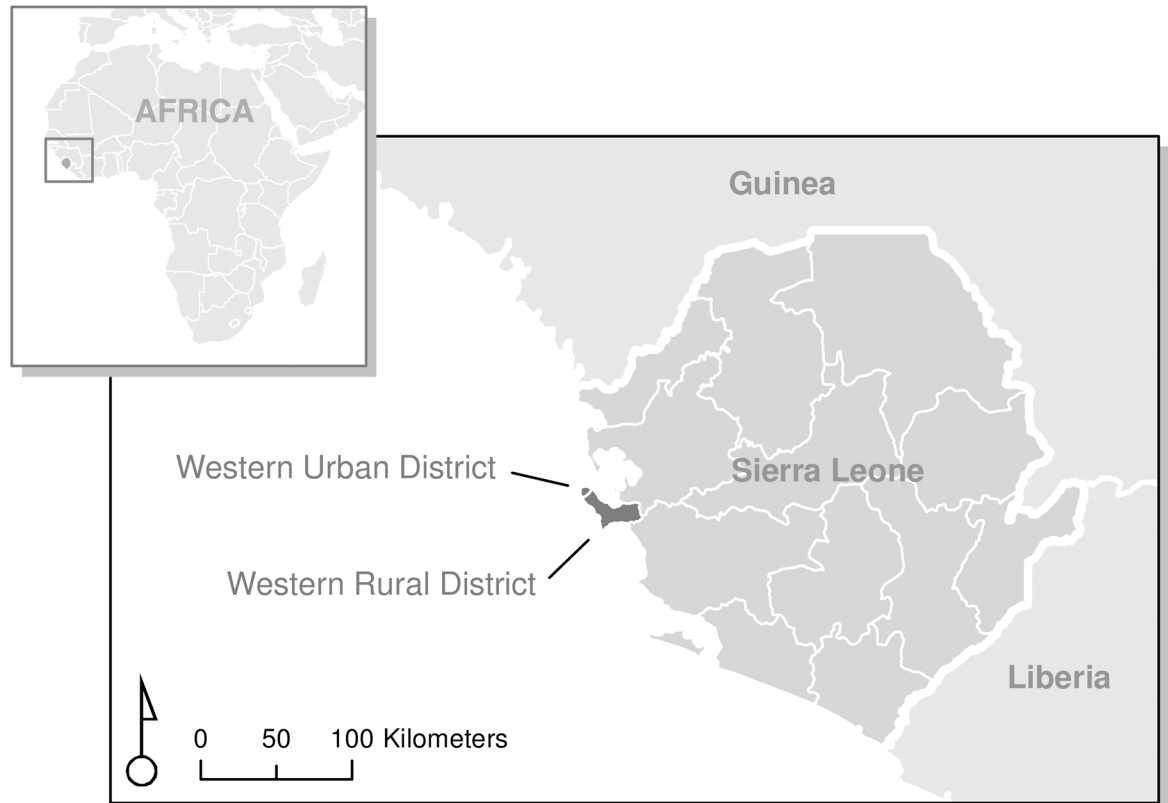 AFRICA
Guinea
Western Urban District
Sierra Leone
Western Rural District
Liberia
0 50 100 Kilometers